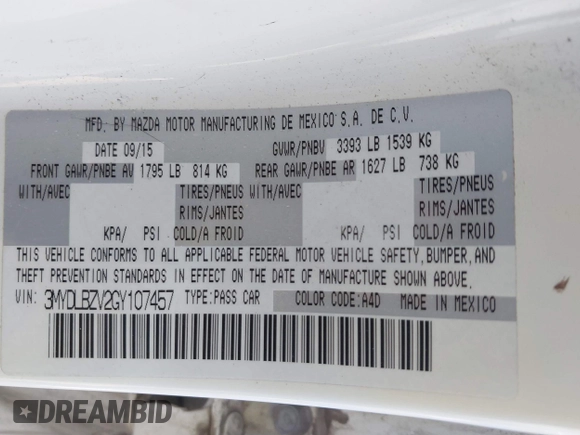 MFD. BY MAZDA MOTOR MANUFACTURING DE MEXICO S.A. DE C.V.
DATE 09/15 GVWR/PNBV 3393 LB 1539 KG
FRONT GAWR/PNBE AV 1795 LB 814 KG REAR GAWR/PNBE AR 1627 LB 738 KG
WITH/AVEC TIRES/PNEUS WITH/AVEC TIRES/PNEUS
RIMS/JANTES RIMS/JANTES
KPA/ PSI COLD/A FROID KPA/ PSI COLD/A FROID
THIS VEHICLE CONFORMS TO ALL APPLICABLE FEDERAL MOTOR VEHICLE SAFETY, BUMPER, AND
THEFT PREVENTION STANDARDS IN EFFECT ON THE DATE OF MANUFACTURE SHOWN ABOVE.
VIN: 3MYDLBZV2GY107457 TYPE:PASS CAR COLOR CODE:A4D MADE IN MEXICO
DREAMBID